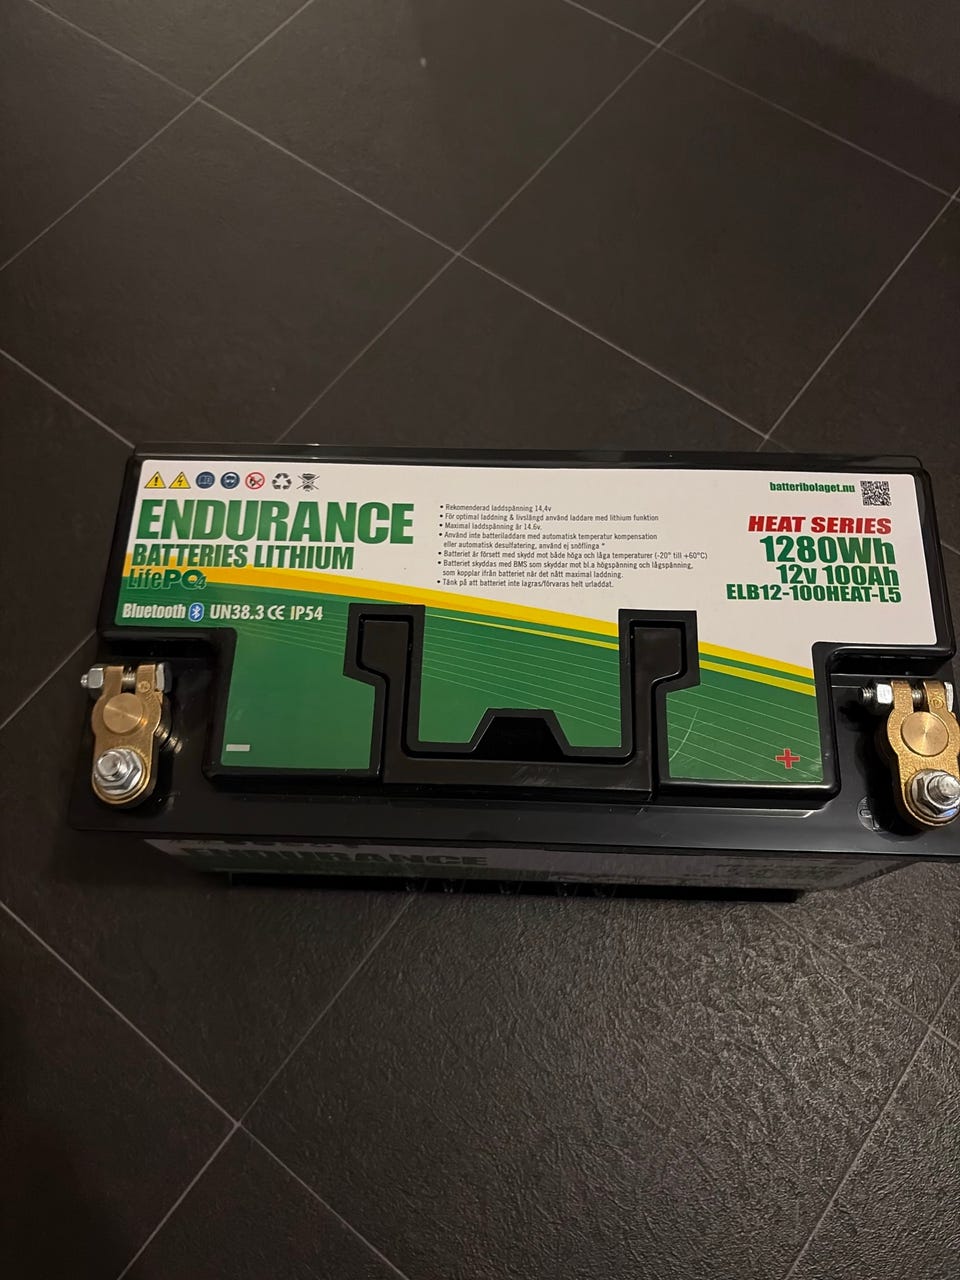 ENDURANCE
BATTERIES LITHIUM
LifePO4
Bluetooth UN38.3 CE IP54
• Rekomenderad laddspänning 14,4v
• För optimal laddning & livslängd använd laddare med lithium funktion
• Maximal laddspänning är 14.6v.
• Använd inte batteriladdare med automatisk temperatur kompensation
eller automatisk desulfatering, använd ej snöflinga *
• Batteriet är försett med skydd mot både höga och låga temperaturer (-20° till +60°C)
• Batteriet skyddas med BMS som skyddar mot bl.a högspänning och lågspänning,
som kopplar ifrån batteriet när det nått maximal laddning.
• Tänk på att batteriet inte lagras/förvaras helt urladdat.
batteribolaget.nu
HEAT SERIES
1280Wh
12v 100Ah
ELB12-100HEAT-L5
ENDURANCE